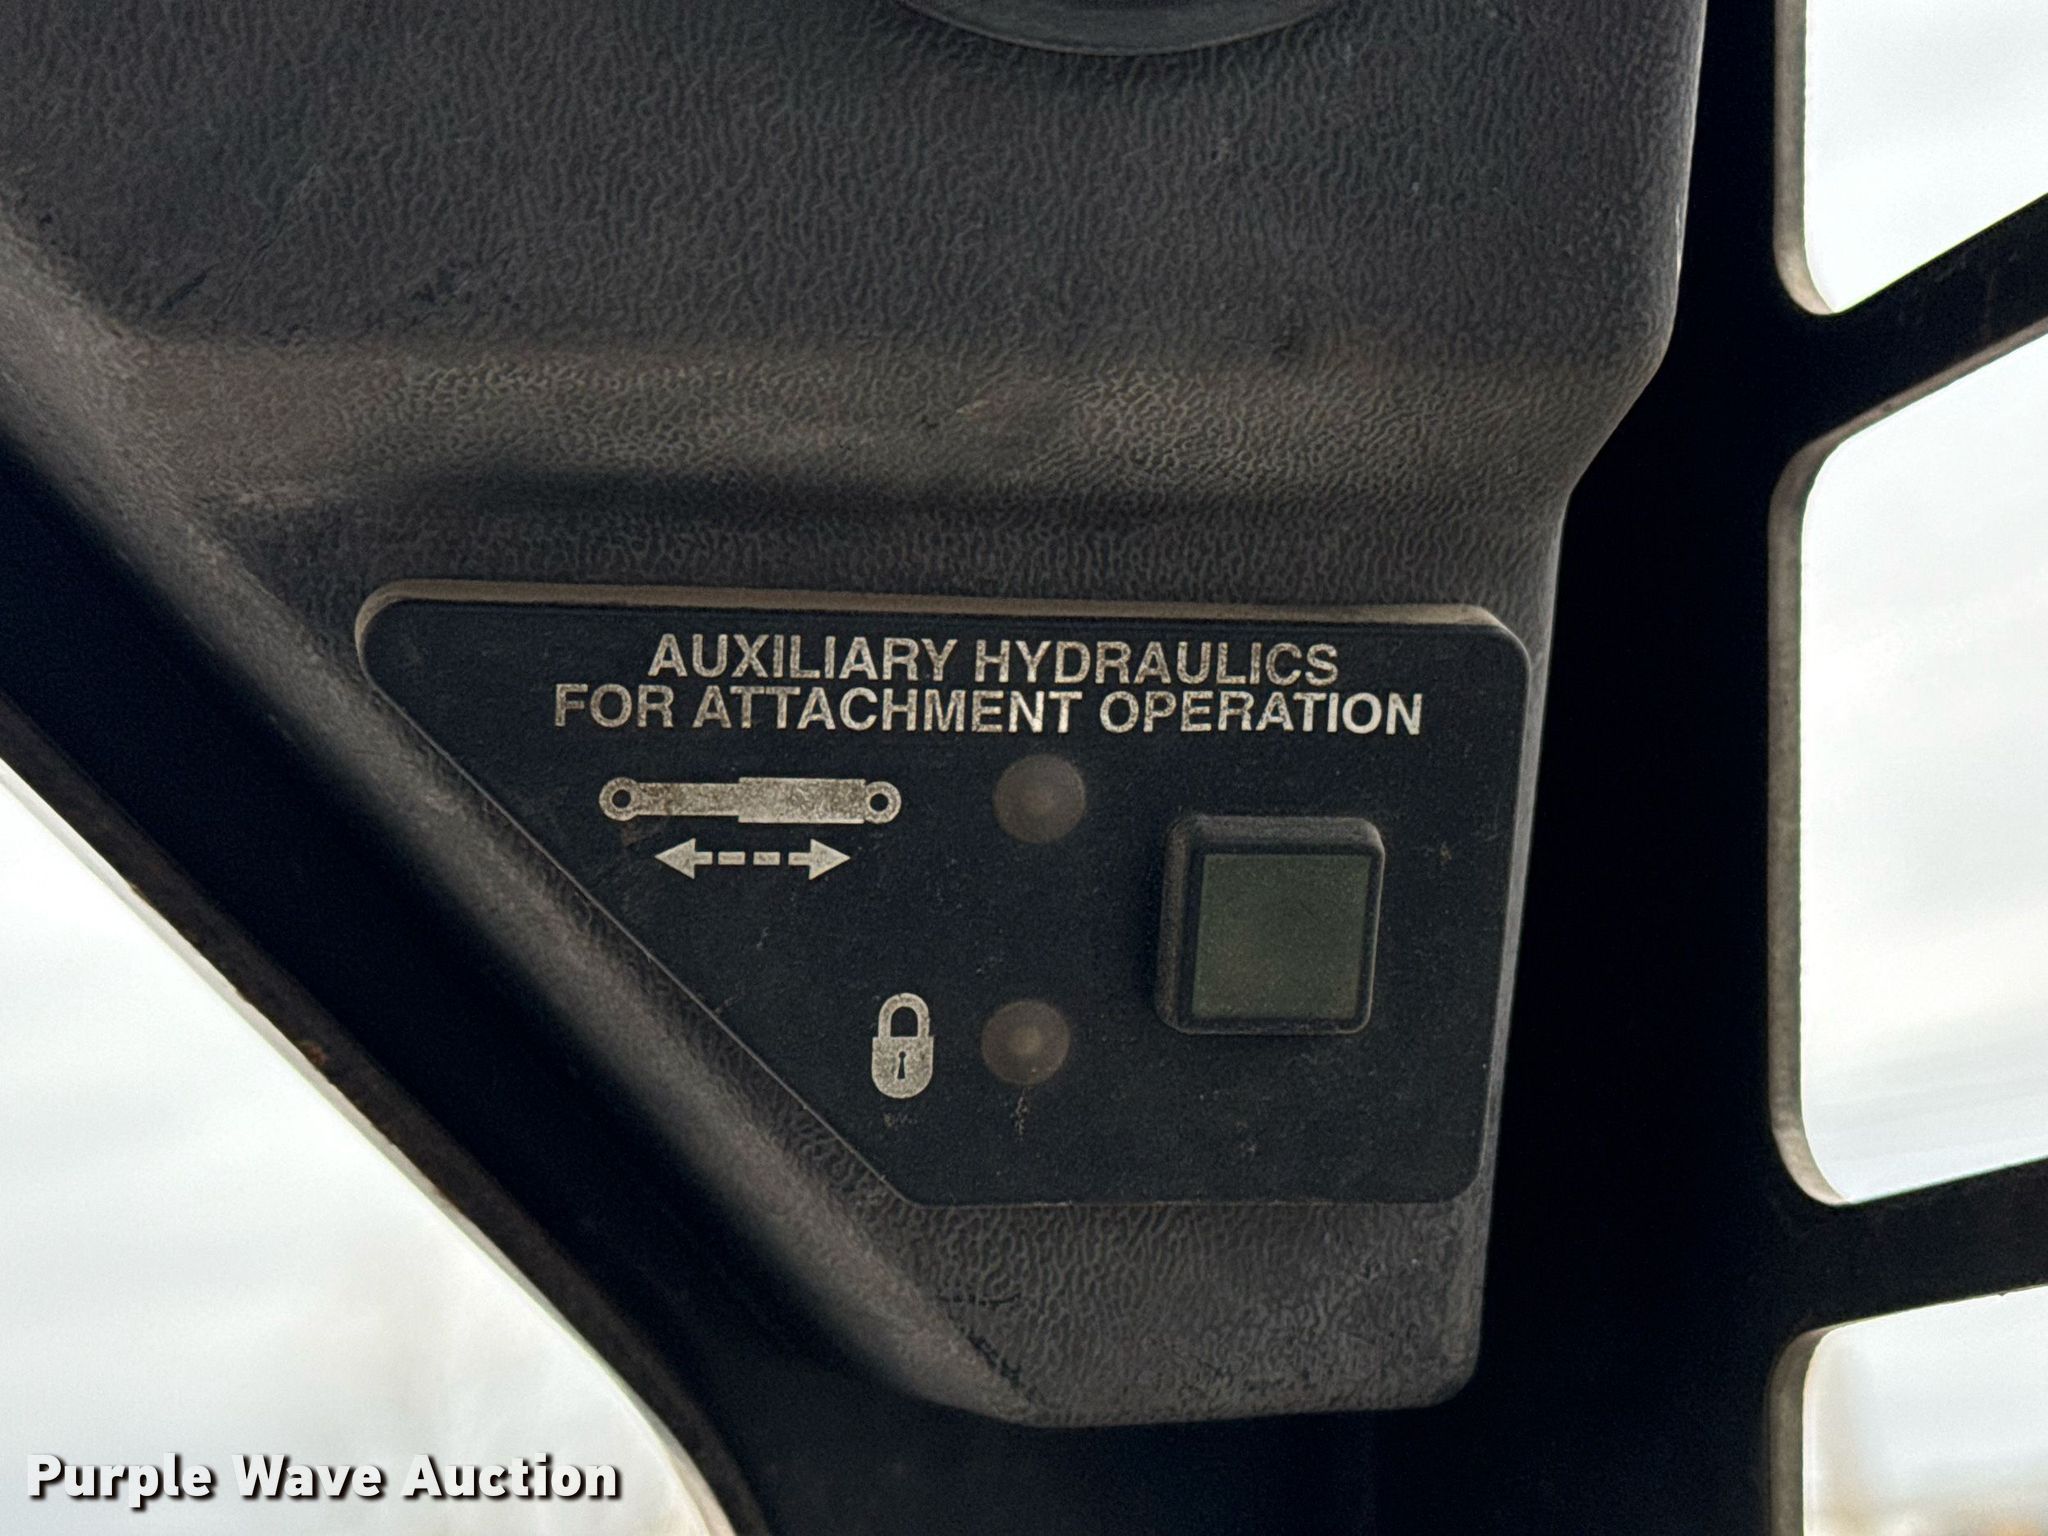 AUXILIARY HYDRAULICS
FOR ATTACHMENT OPERATION
Purple Wave Auction